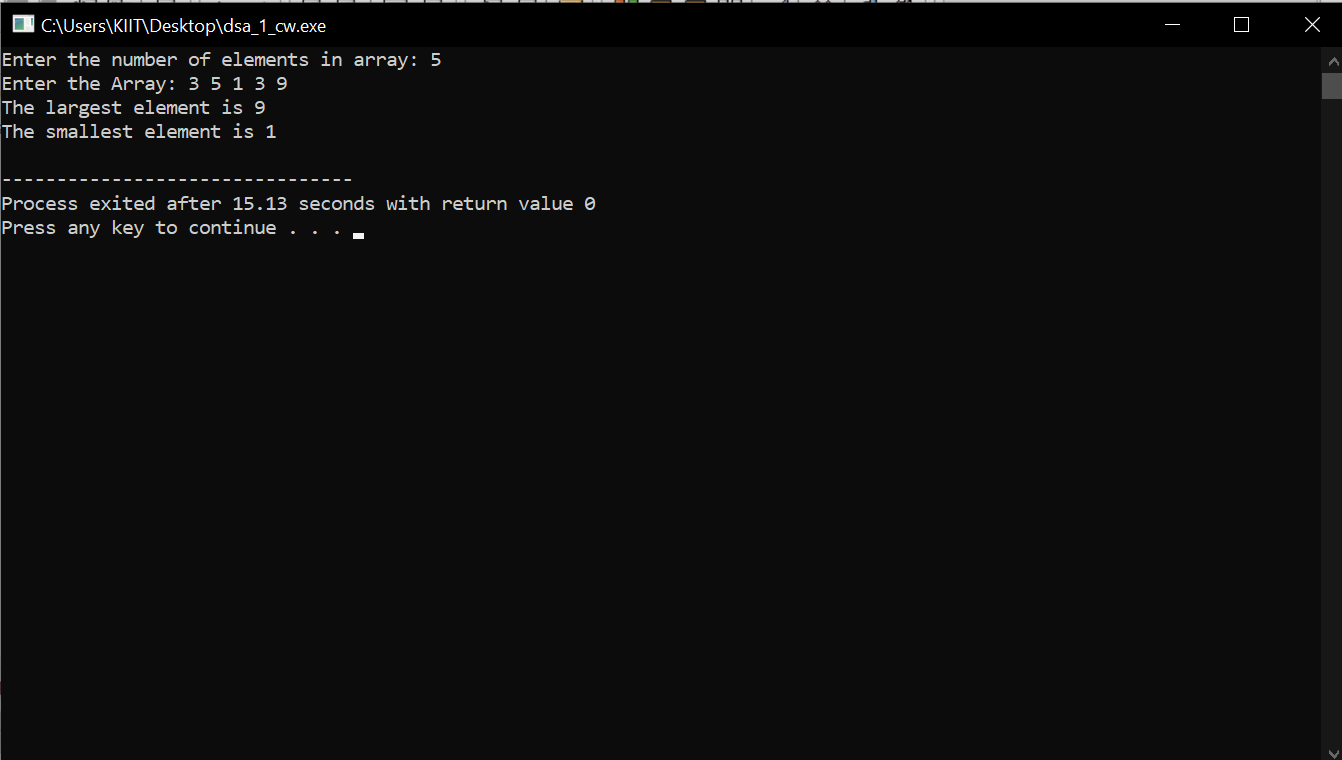 C:\Users\KIIT\Desktop\dsa_1_cw.exe
Enter the number of elements in array: 5
Enter the Array: 3 5 1 3 9
The largest element is 9
The smallest element is 1
--------------------------------
Process exited after 15.13 seconds with return value 0
Press any key to continue . . .